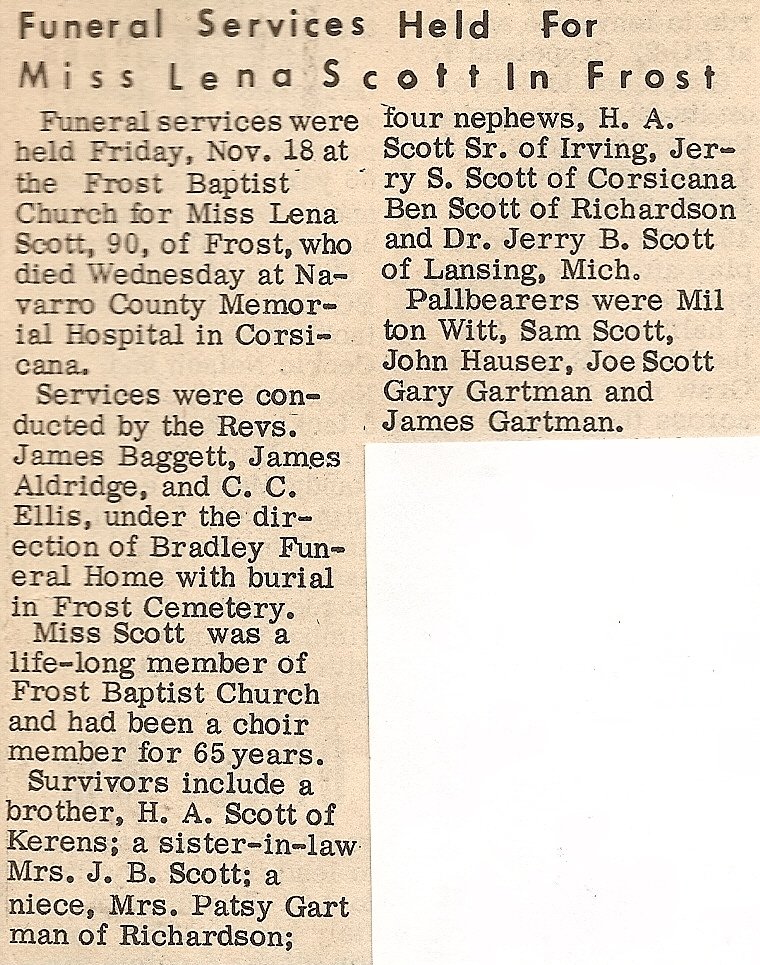 Funeral Services Held For
Miss Lena Scott In Frost
Funeral services were
held Friday, Nov. 18 at
the Frost Baptist
Church for Miss Lena
Scott, 90, of Frost, who
died Wednesday at Na-
varro County Memor-
ial Hospital in Corsi-
cana.
Services were con-
ducted by the Revs.
James Baggett, James
Aldridge, and C. C.
Ellis, under the dir-
ection of Bradley Fun-
eral Home with burial
in Frost Cemetery.
Miss Scott was a
life-long member of
Frost Baptist Church
and had been a choir
member for 65 years.
Survivors include a
brother, H. A. Scott of
Kerens; a sister-in-law
Mrs. J. B. Scott; a
niece, Mrs. Patsy Gart
man of Richardson;
four nephews, H. A.
Scott Sr. of Irving, Jer-
ry S. Scott of Corsicana
Ben Scott of Richardson
and Dr. Jerry B. Scott
of Lansing, Mich.
Pallbearers were Mil
ton Witt, Sam Scott,
John Hauser, Joe Scott
Gary Gartman and
James Gartman.